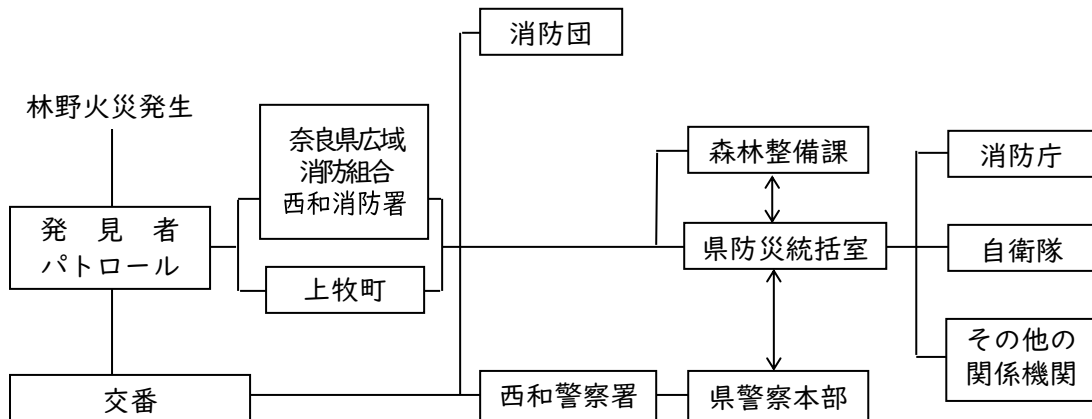 林野火災発生
発見者
パトロール
交番
奈良県広域
消防組合
西和消防署
上牧町
消防団
西和警察署
森林整備課
県防災統括室
県警察本部
消防庁
自衛隊
その他の
関係機関